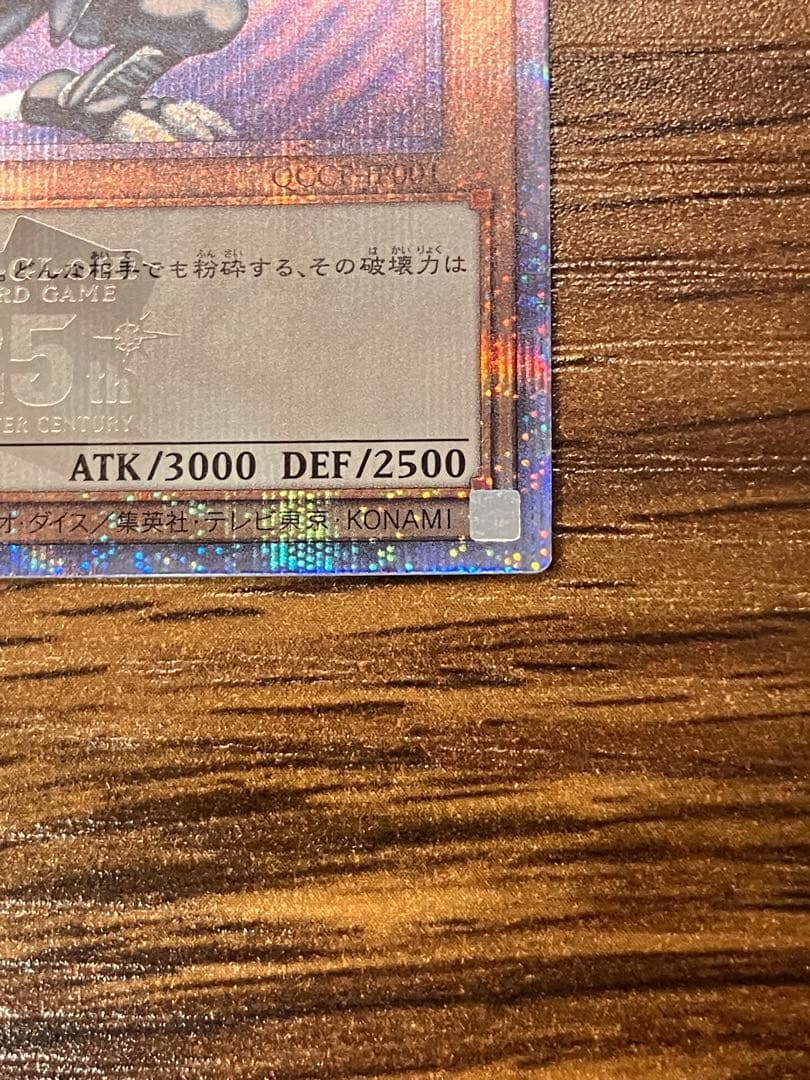 QCCP-JP001
どんな相手でも粉砕する、その破壊力は
RD GAME
25th
TER CENTURY
ATK/3000 DEF/2500
オ・ダイス/集英社・テレビ東京・KONAMI